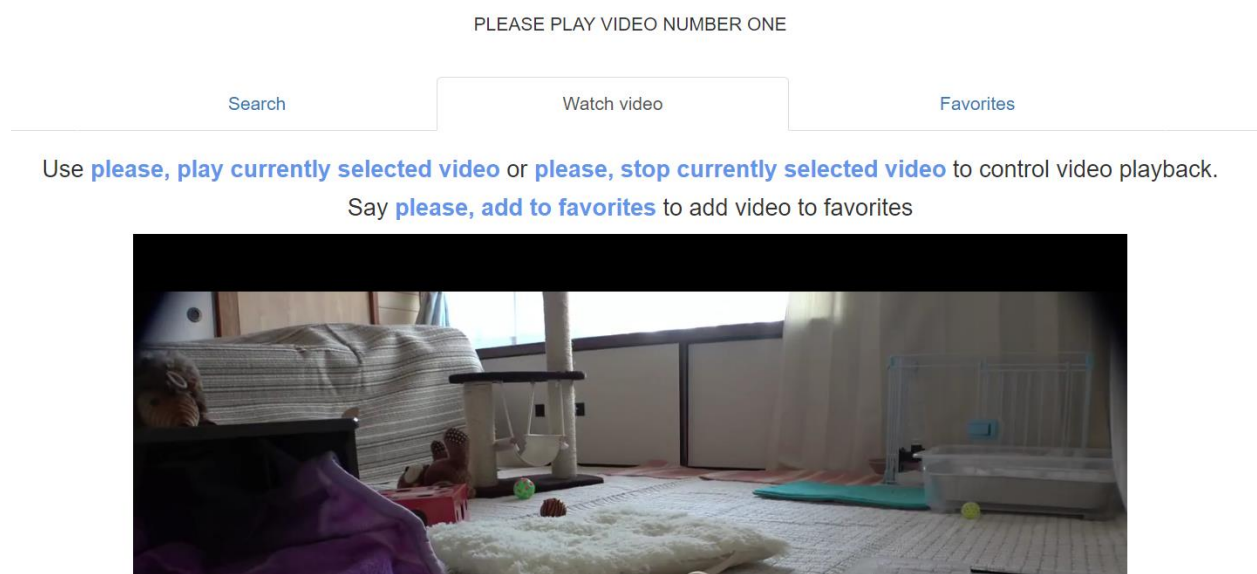 PLEASE PLAY VIDEO NUMBER ONE
Search
Watch video
Favorites
Use please, play currently selected video or please, stop currently selected video to control video playback.
Say please, add to favorites to add video to favorites